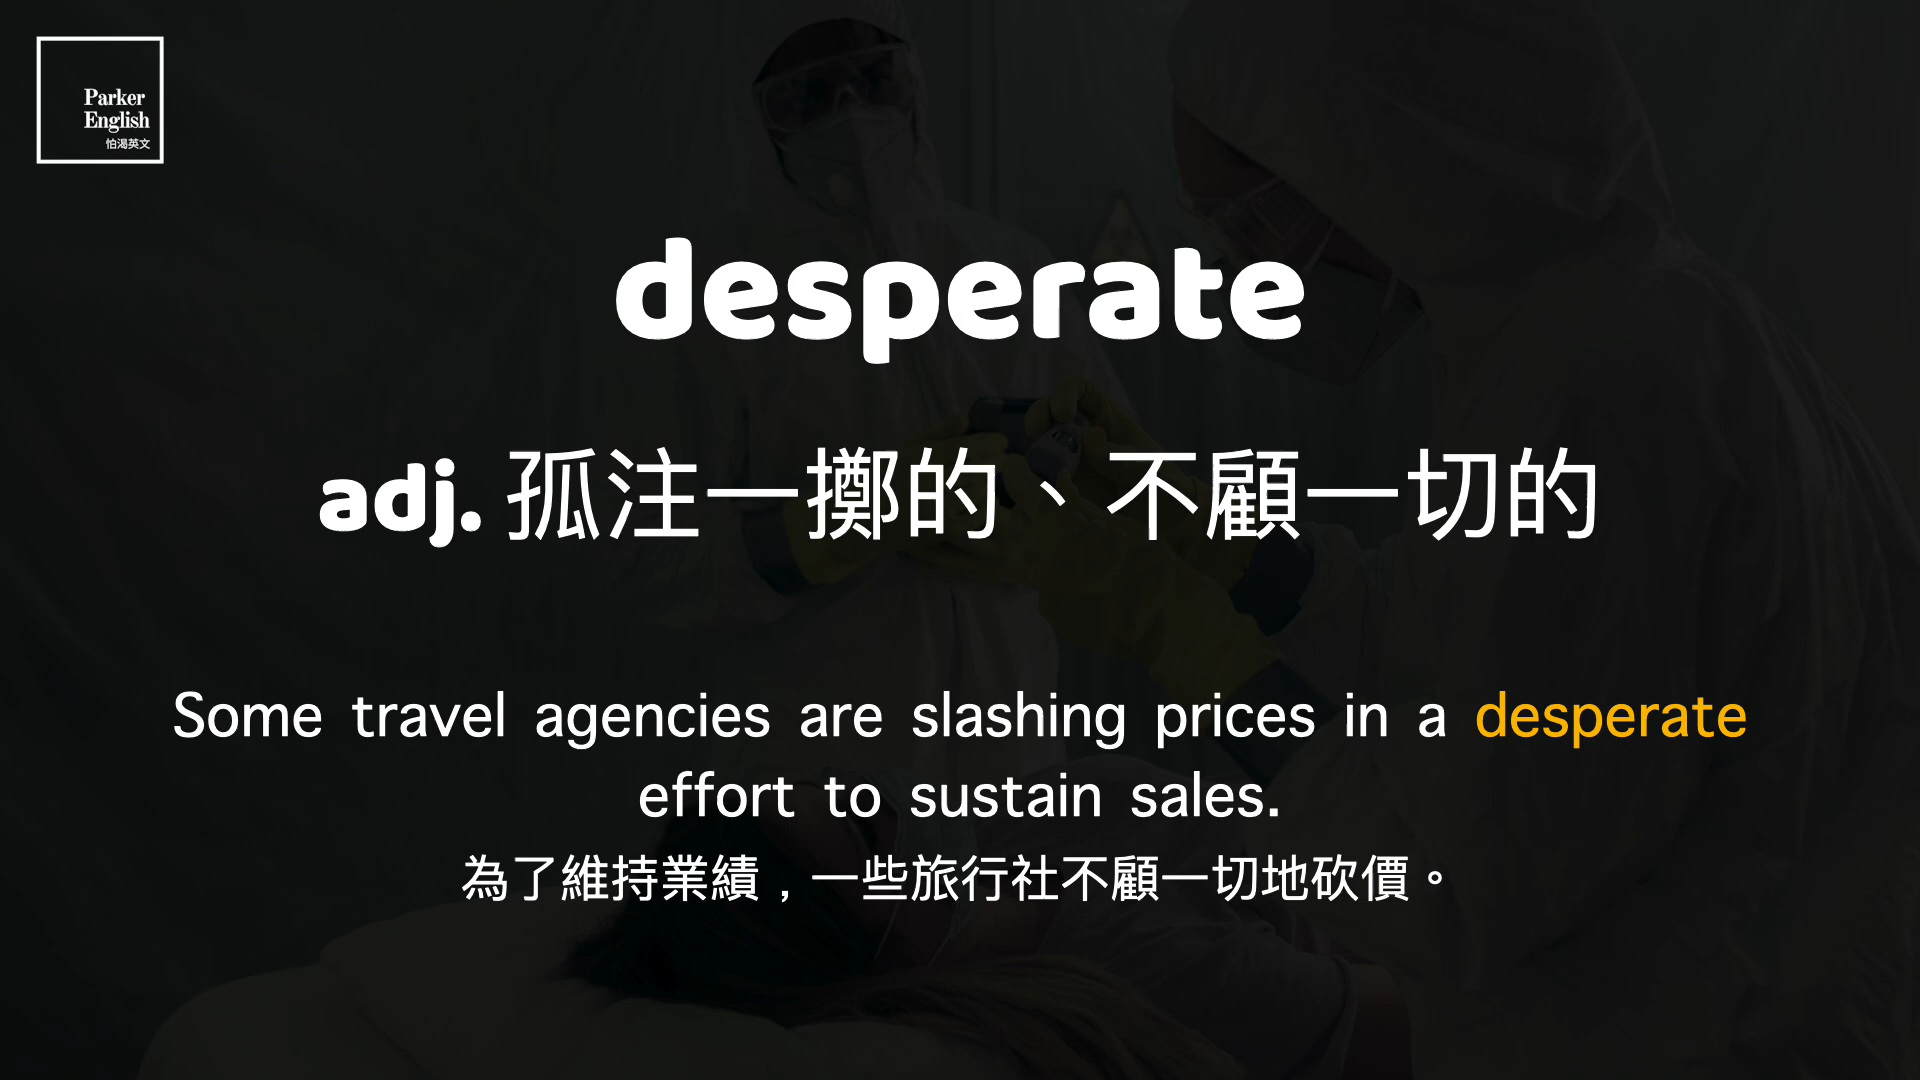 Parker
English
怕渴英文
desperate
adj. 孤注一擲的、不顧一切的
Some travel agencies are slashing prices in a desperate
effort to sustain sales.
為了維持業績，一些旅行社不顧一切地砍價。